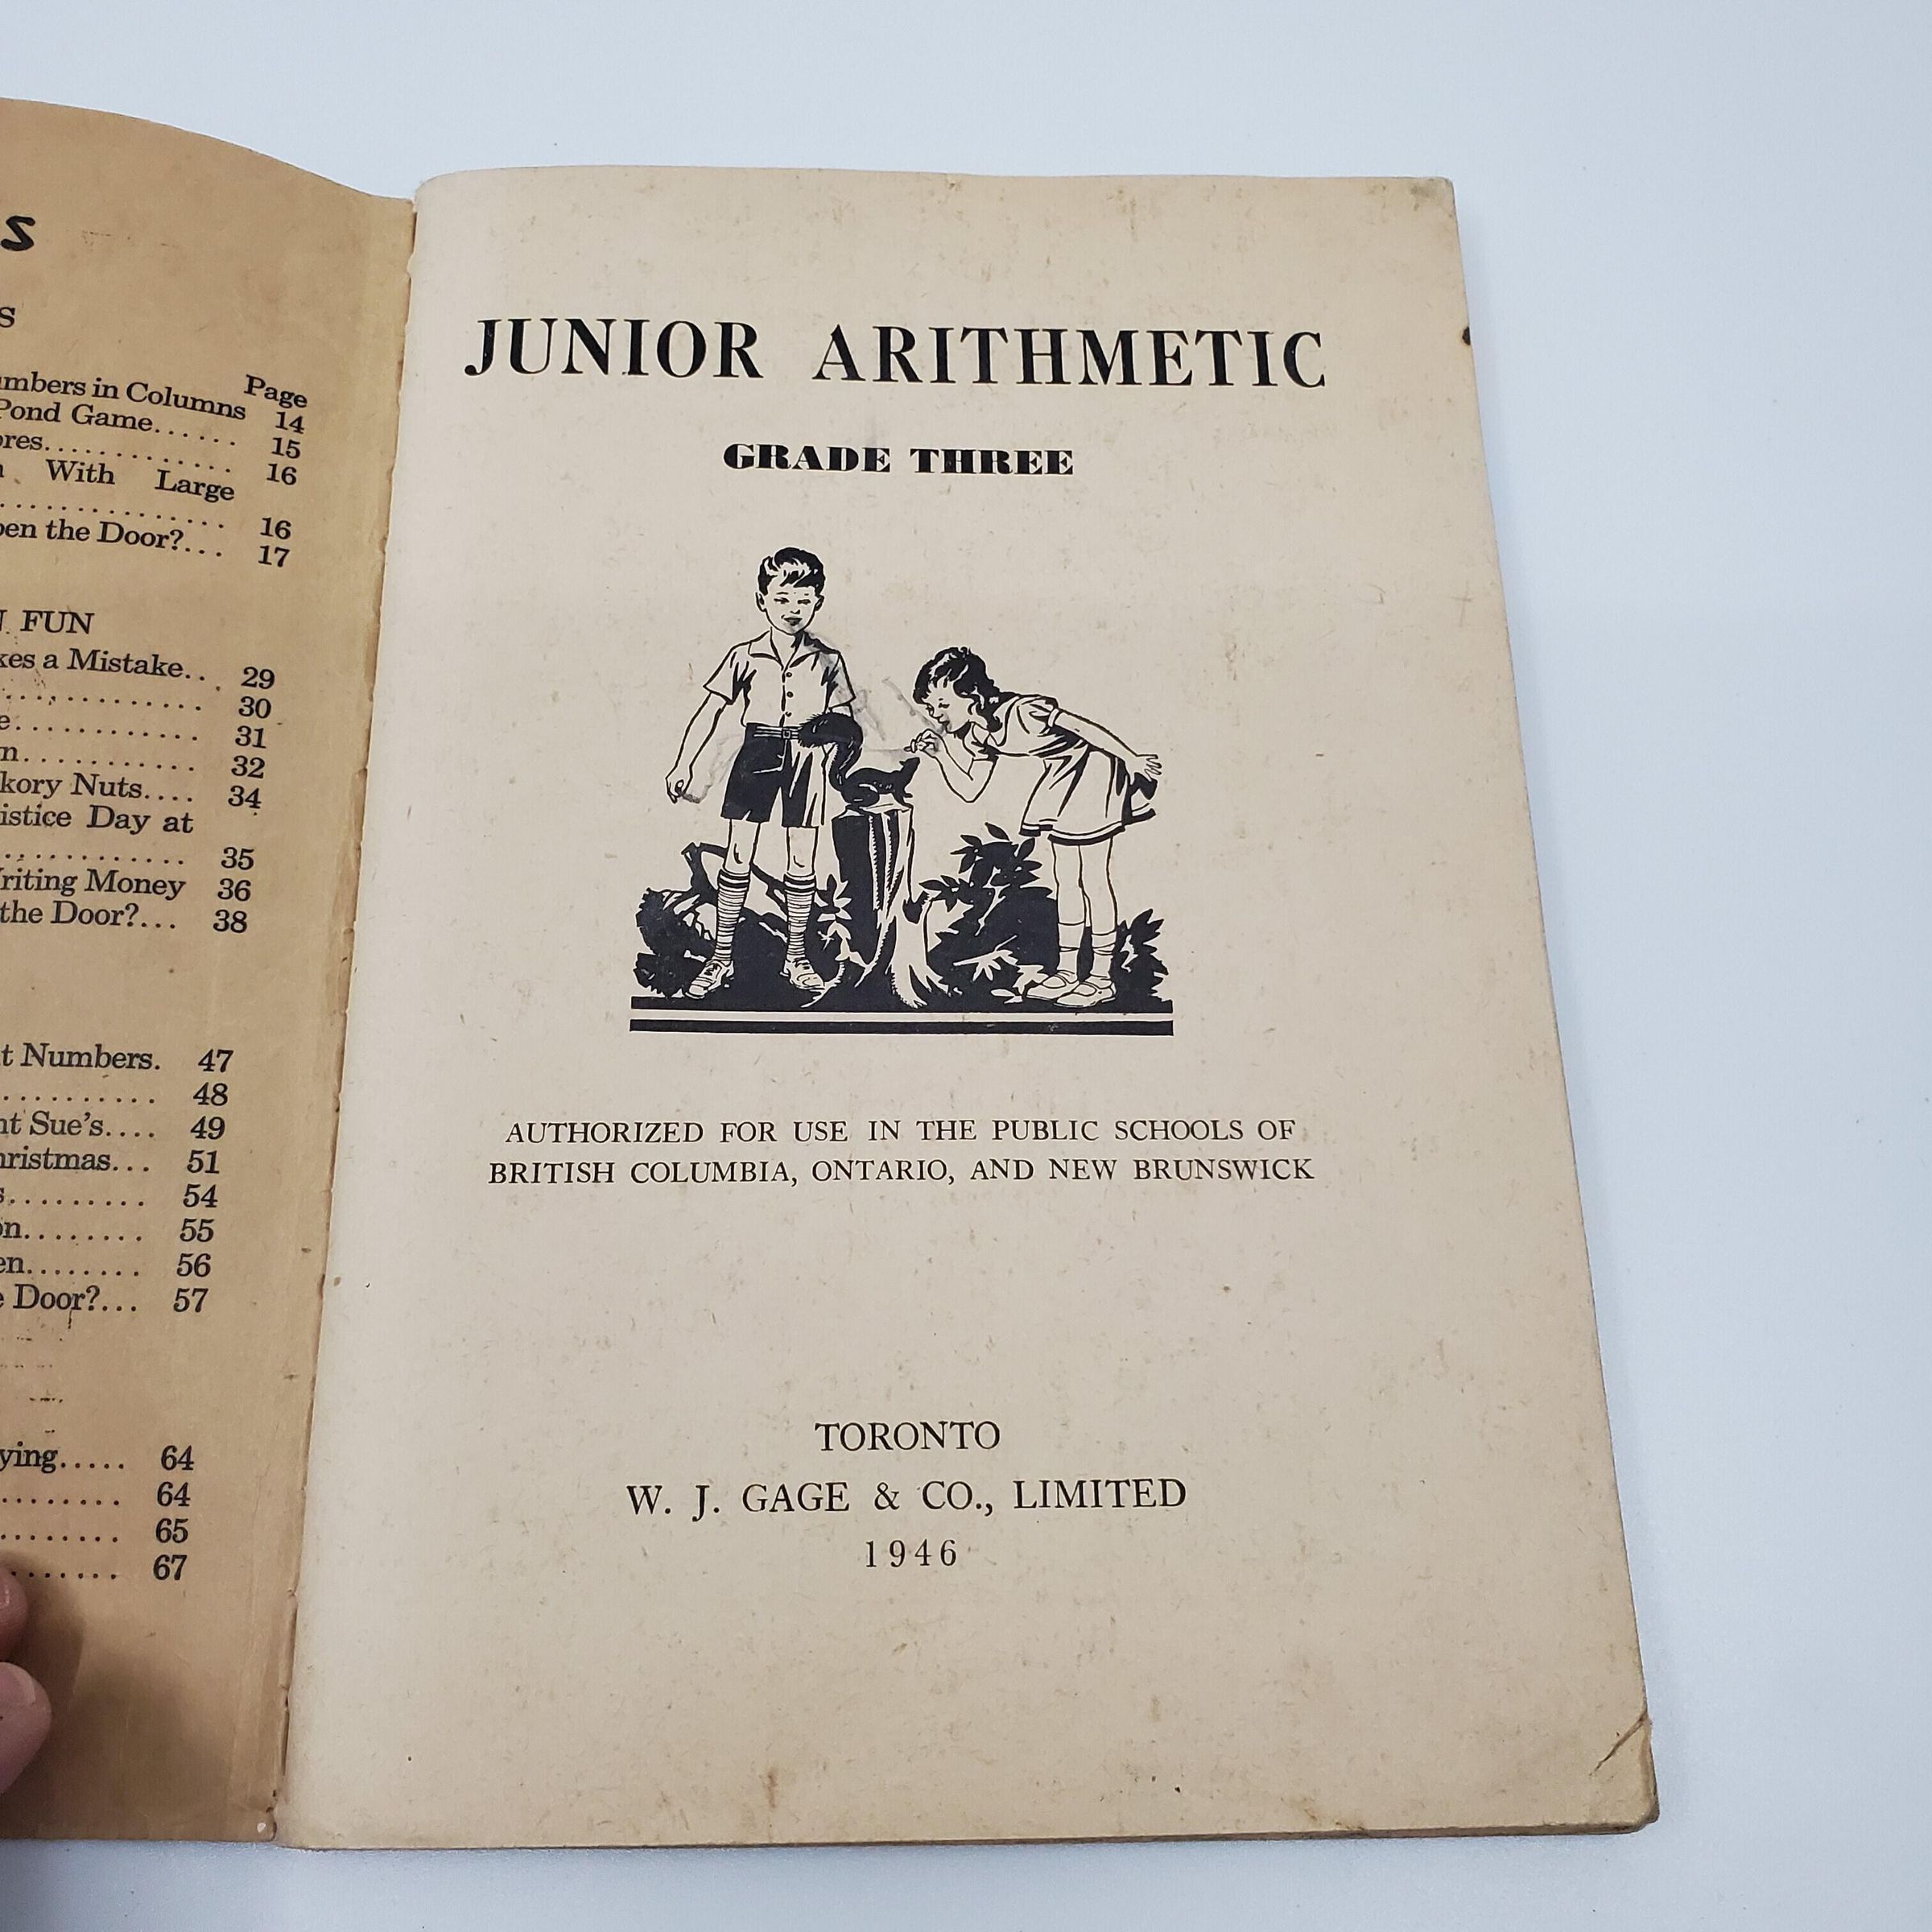 S
S
Page
mbers in Columns 14
Pond Game...... 15
ores.............. 16
With Large
................ 16
pen the Door?... 17
FUN
kes a Mistake.. 29
.............. 30
e............ 31
n........... 32
kory Nuts.... 34
istice Day at
............. 35
riting Money 36
the Door?... 38
t Numbers. 47
........... 48
nt Sue's.... 49
hristmas... 51
s......... 54
on........ 55
en........ 56
e Door?... 57
ying..... 64
........ 64
........ 65
........ 67
JUNIOR ARITHMETIC
GRADE THREE
AUTHORIZED FOR USE IN THE PUBLIC SCHOOLS OF
BRITISH COLUMBIA, ONTARIO, AND NEW BRUNSWICK
TORONTO
W. J. GAGE & CO., LIMITED
1946